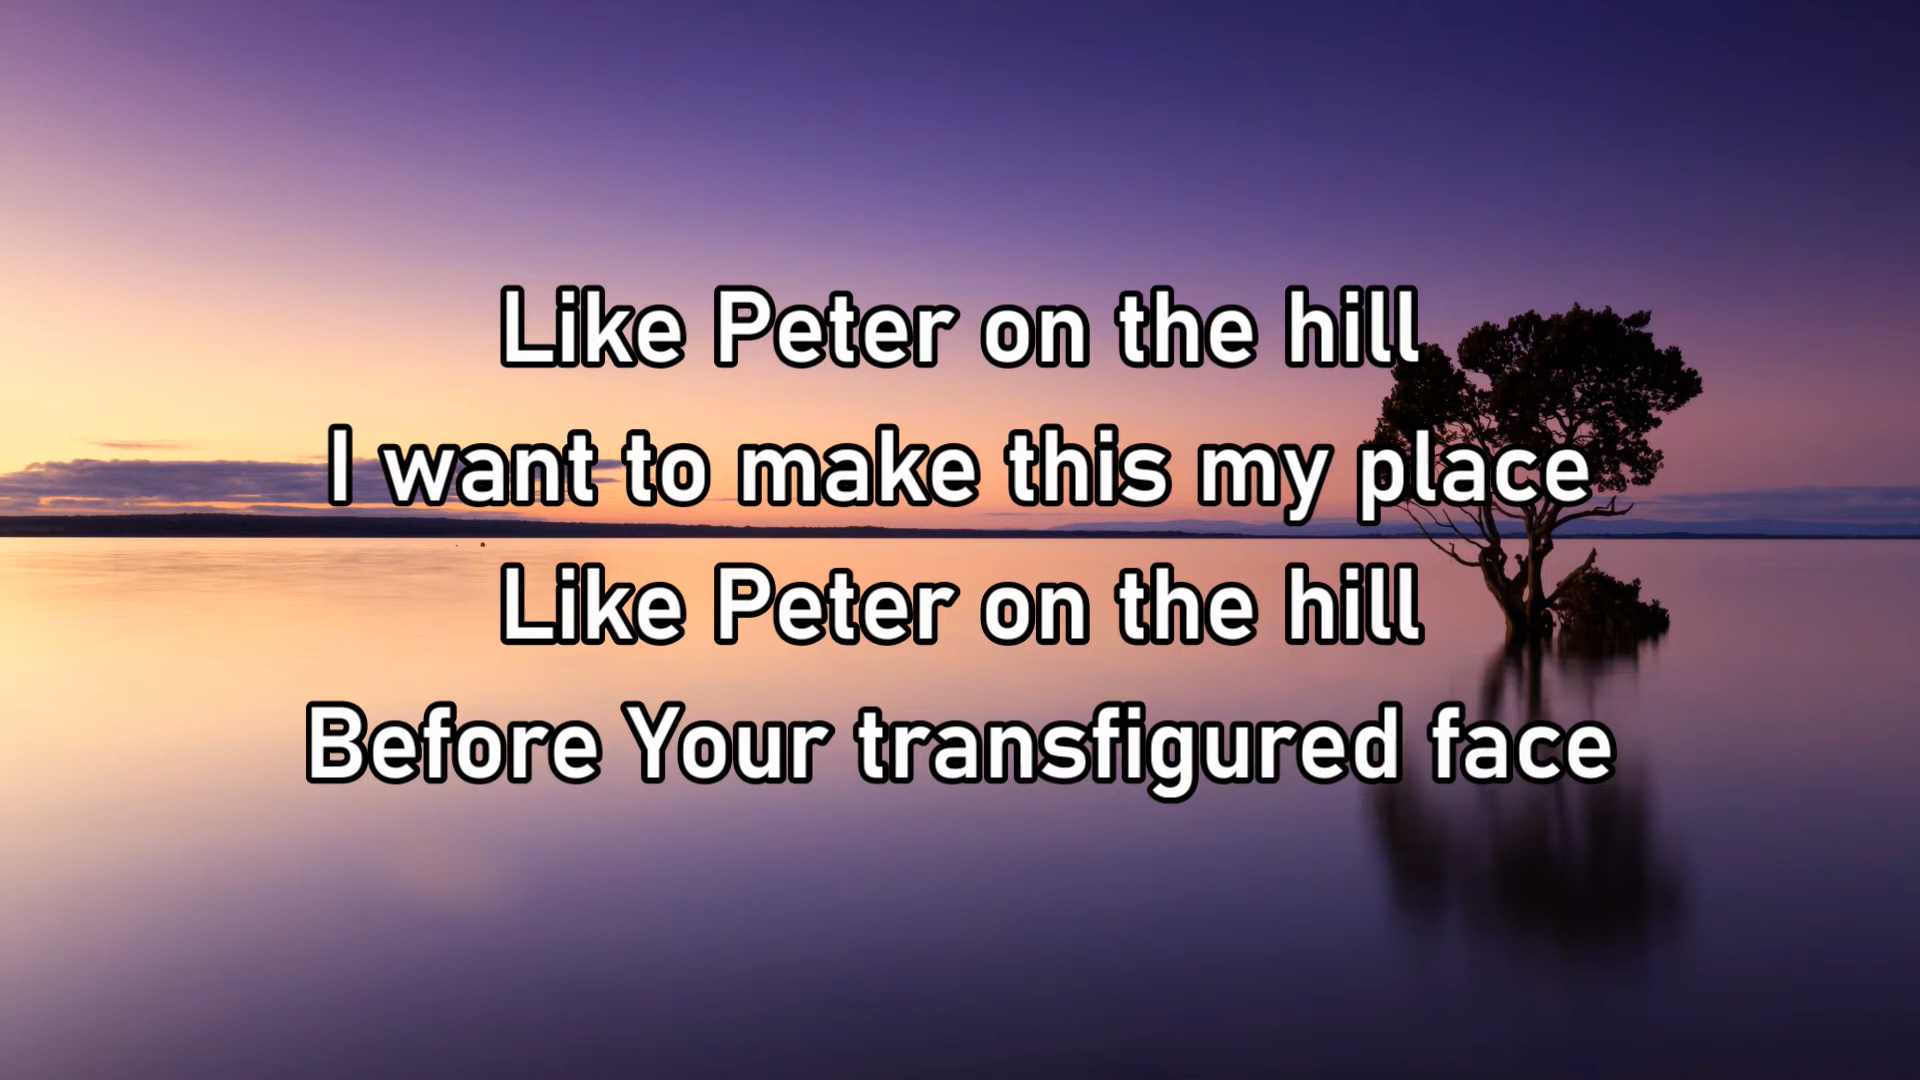 Like Peter on the hill
I want to make this my place
Like Peter on the hill
Before Your transfigured face